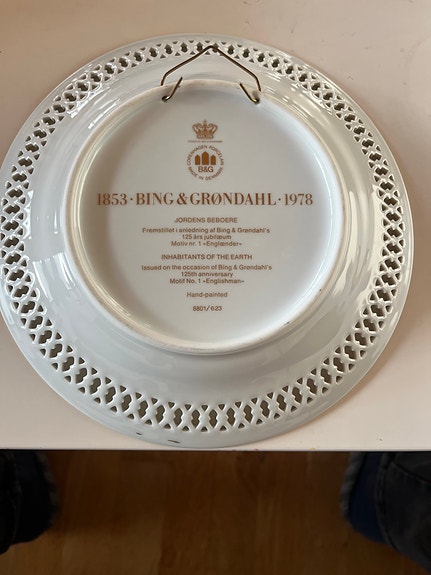 COPENHAGEN PORCELAIN
B&G
MADE IN DENMARK
1853 · BING & GRØNDAHL · 1978
JORDENS BEBOERE
Fremstillet i anledning af Bing & Grøndahl's
125 års jubilæum
Motiv nr. 1 »Englænder«
INHABITANTS OF THE EARTH
Issued on the occasion of Bing & Grøndahl's
125th anniversary
Motif No. 1 »Englishman«
Hand-painted
8801/623